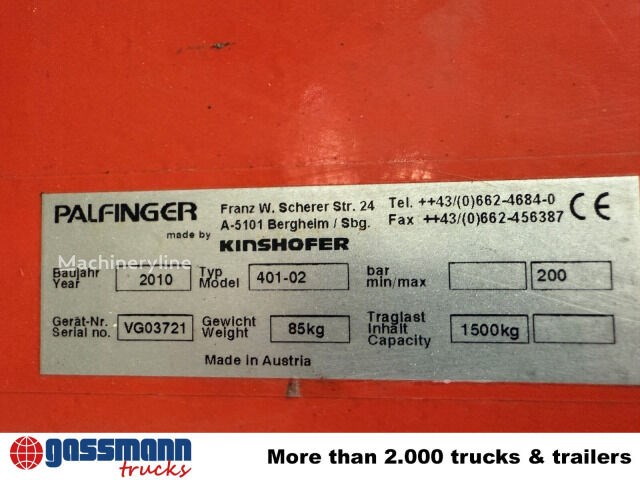 PALFINGER
Franz W. Scherer Str. 24
A-5101 Bergheim / Sbg.
Tel. ++43/(0)662-4684-0
Fax ++43/(0)662-456387
CE
made by KINSHOFER
Machineryline
Baujahr
Year
2010
Typ
Model
401-02
bar
min/max
200
Gerät-Nr.
Serial no.
VG03721
Gewicht
Weight
85kg
Traglast
Inhalt
Capacity
1500kg
Made in Austria
gassmann
trucks
More than 2.000 trucks & trailers